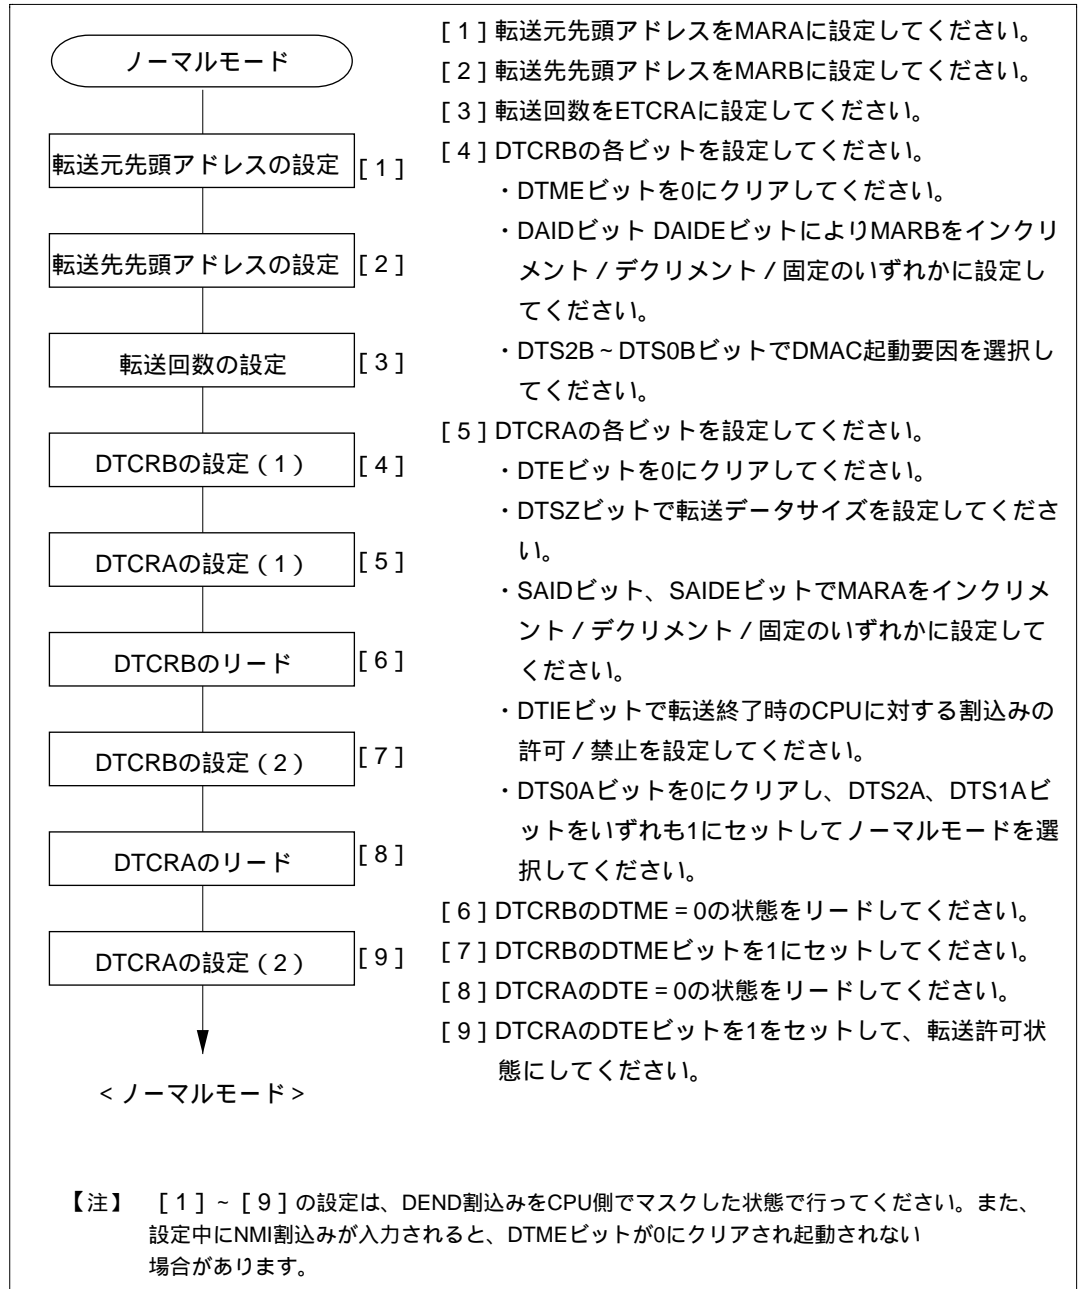 ノーマルモード
転送元先頭アドレスの設定 [1]
転送先先頭アドレスの設定 [2]
転送回数の設定 [3]
DTCRBの設定(1) [4]
DTCRAの設定(1) [5]
DTCRBのリード [6]
DTCRBの設定(2) [7]
DTCRAのリード [8]
DTCRAの設定(2) [9]
<ノーマルモード>
[1]転送元先頭アドレスをMARAに設定してください。
[2]転送先先頭アドレスをMARBに設定してください。
[3]転送回数をETCRAに設定してください。
[4]DTCRBの各ビットを設定してください。
・DTMEビットを0にクリアしてください。
・DAIDビット DAIDEビットによりMARBをインクリ
メント/デクリメント/固定のいずれかに設定し
てください。
・DTS2B~DTS0BビットでDMAC起動要因を選択し
てください。
[5]DTCRAの各ビットを設定してください。
・DTEビットを0にクリアしてください。
・DTSZビットで転送データサイズを設定してくださ
い。
・SAIDビット、SAIDEビットでMARAをインクリメ
ント/デクリメント/固定のいずれかに設定して
ください。
・DTIEビットで転送終了時のCPUに対する割込みの
許可/禁止を設定してください。
・DTS0Aビットを0にクリアし、DTS2A、DTS1Aビ
ットをいずれも1にセットしてノーマルモードを選
択してください。
[6]DTCRBのDTME=0の状態をリードしてください。
[7]DTCRBのDTMEビットを1にセットしてください。
[8]DTCRAのDTE=0の状態をリードしてください。
[9]DTCRAのDTEビットを1をセットして、転送許可状
態にしてください。
【注】 [1]~[9]の設定は、DEND割込みをCPU側でマスクした状態で行ってください。また、
設定中にNMI割込みが入力されると、DTMEビットが0にクリアされ起動されない
場合があります。